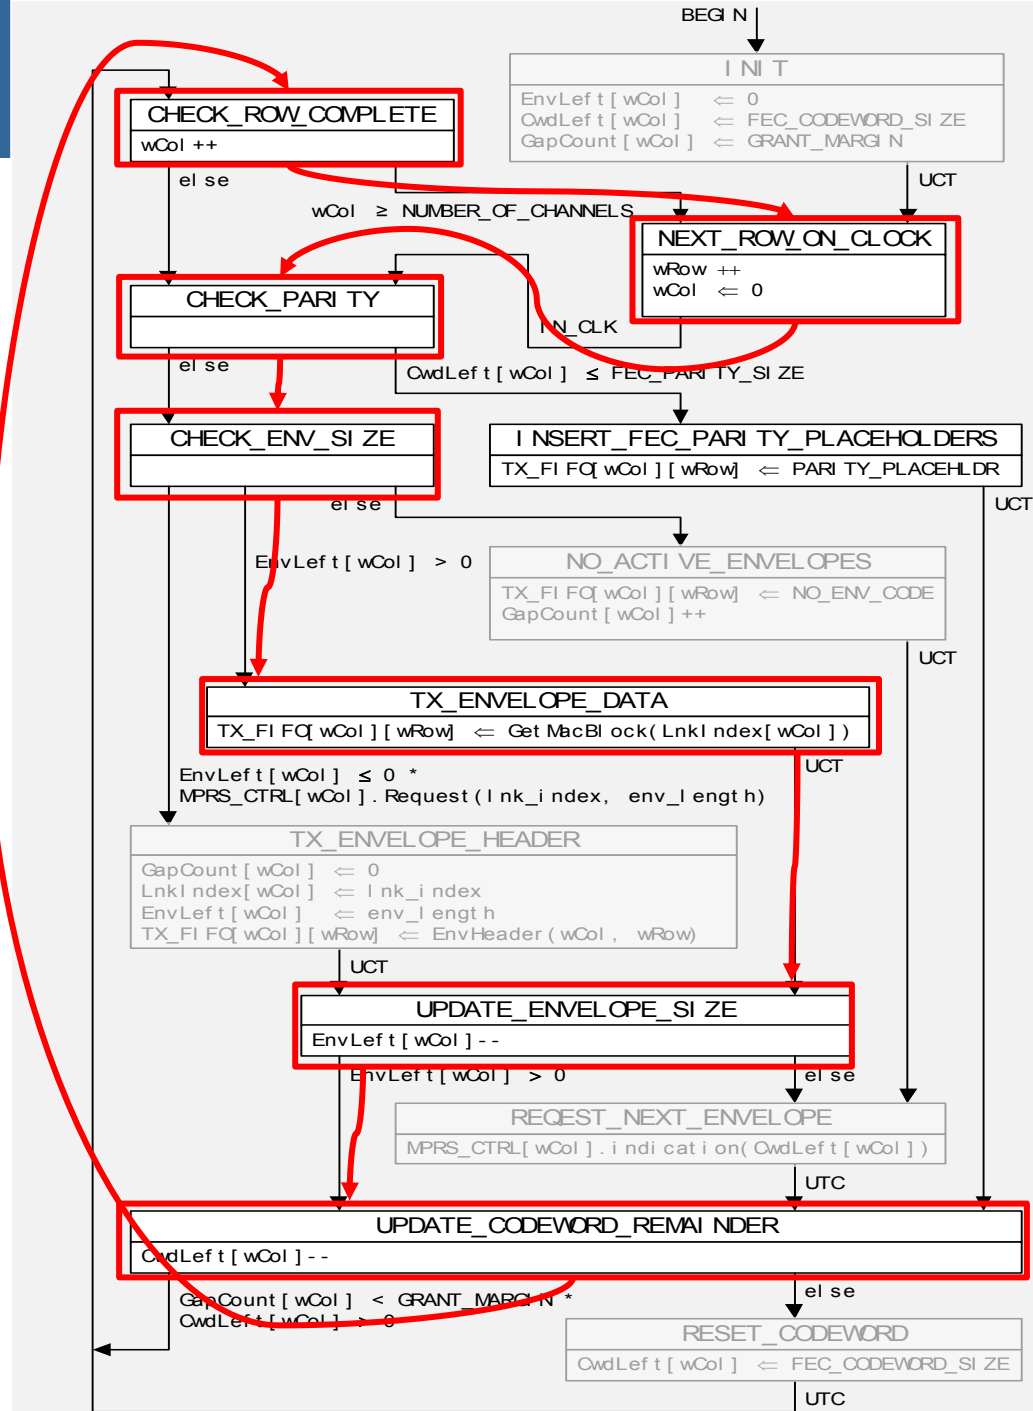 BEGIN
INIT
EnvLeft[wCol] ⇐ 0
CwdLeft[wCol] ⇐ FEC_CODEWORD_SIZE
GapCount[wCol] ⇐ GRANT_MARGIN
CHECK_ROW_COMPLETE
wCol++
else
UCT
wCol ≥ NUMBER_OF_CHANNELS
NEXT_ROW_ON_CLOCK
wRow ++
wCol ⇐ 0
CHECK_PARITY
IN_CLK
else
CwdLeft[wCol] ≤ FEC_PARITY_SIZE
CHECK_ENV_SIZE
INSERT_FEC_PARITY_PLACEHOLDERS
TX_FIFO[wCol][wRow] ⇐ PARITY_PLACEHLDR
else
UCT
EnvLeft[wCol] > 0
NO_ACTIVE_ENVELOPES
TX_FIFO[wCol][wRow] ⇐ NO_ENV_CODE
GapCount[wCol]++
UCT
TX_ENVELOPE_DATA
TX_FIFO[wCol][wRow] ⇐ GetMacBlock(LnkIndex[wCol])
UCT
EnvLeft[wCol] ≤ 0 *
MPRS_CTRL[wCol].Request(lnk_index, env_length)
TX_ENVELOPE_HEADER
GapCount[wCol] ⇐ 0
LnkIndex[wCol] ⇐ lnk_index
EnvLeft[wCol] ⇐ env_length
TX_FIFO[wCol][wRow] ⇐ EnvHeader(wCol, wRow)
UCT
UPDATE_ENVELOPE_SIZE
EnvLeft[wCol]--
EnvLeft[wCol] > 0
else
REQEST_NEXT_ENVELOPE
MPRS_CTRL[wCol].indication(CwdLeft[wCol])
UTC
UPDATE_CODEWORD_REMAINDER
CwdLeft[wCol]--
GapCount[wCol] < GRANT_MARGIN *
CwdLeft[wCol] > 0
else
RESET_CODEWORD
CwdLeft[wCol] ⇐ FEC_CODEWORD_SIZE
UTC